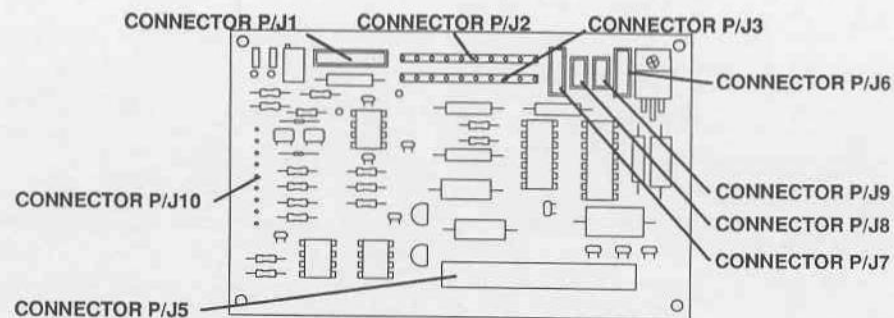 CONNECTOR P/J1
CONNECTOR P/J2
CONNECTOR P/J3
CONNECTOR P/J6
CONNECTOR P/J9
CONNECTOR P/J10
CONNECTOR P/J8
CONNECTOR P/J7
CONNECTOR P/J5